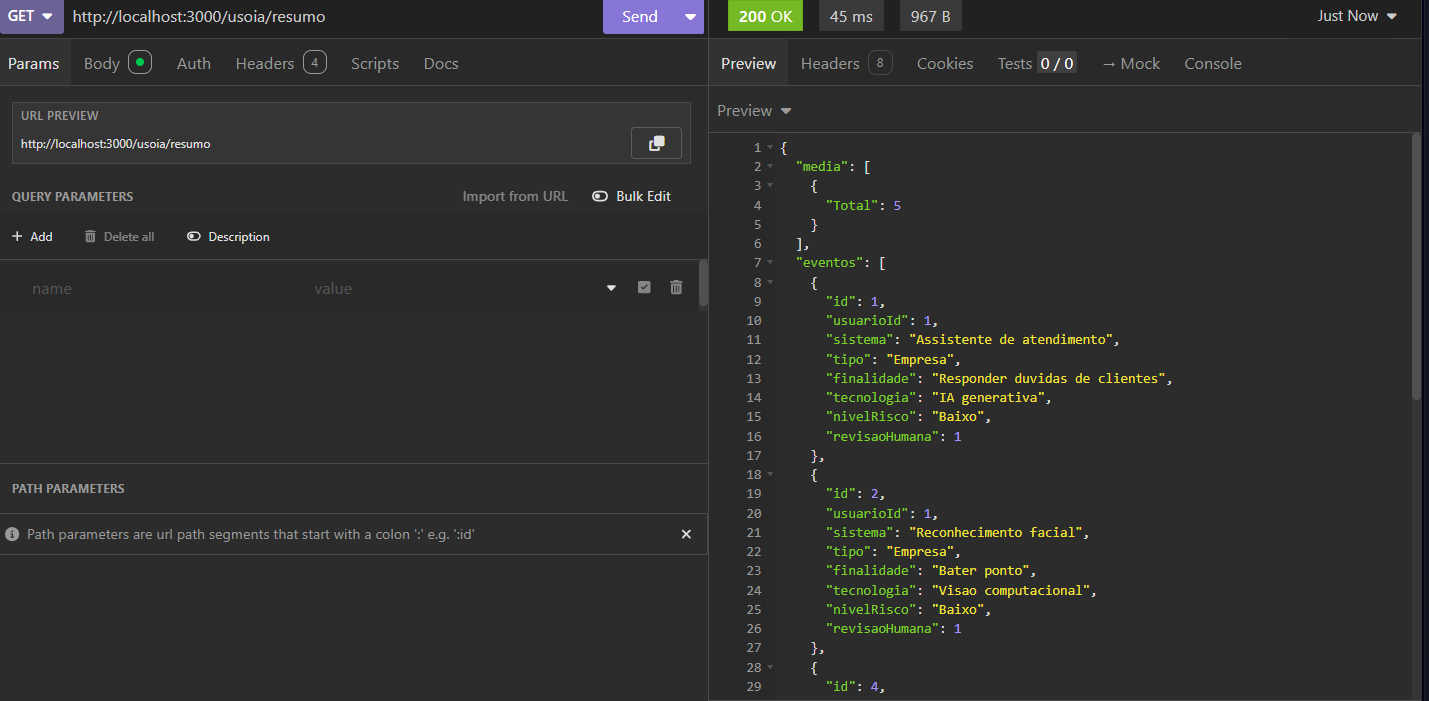 GET http://localhost:3000/usoia/resumo Send
Params Body Auth Headers 4 Scripts Docs
URL PREVIEW
http://localhost:3000/usoia/resumo
QUERY PARAMETERS Import from URL Bulk Edit
+ Add Delete all Description
name value
PATH PARAMETERS
Path parameters are url path segments that start with a colon ':' e.g. ':id'
200 OK 45 ms 967 B Just Now
Preview Headers 8 Cookies Tests 0 / 0 → Mock Console
Preview
1 {
2 "media": [
3 {
4 "Total": 5
5 }
6 ],
7 "eventos": [
8 {
9 "id": 1,
10 "usuarioId": 1,
11 "sistema": "Assistente de atendimento",
12 "tipo": "Empresa",
13 "finalidade": "Responder duvidas de clientes",
14 "tecnologia": "IA generativa",
15 "nivelRisco": "Baixo",
16 "revisaoHumana": 1
17 },
18 {
19 "id": 2,
20 "usuarioId": 1,
21 "sistema": "Reconhecimento facial",
22 "tipo": "Empresa",
23 "finalidade": "Bater ponto",
24 "tecnologia": "Visao computacional",
25 "nivelRisco": "Baixo",
26 "revisaoHumana": 1
27 },
28 {
29 "id": 4,